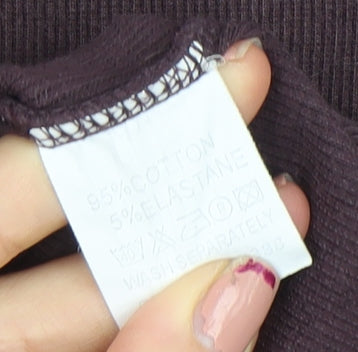 95% COTTON
5% ELASTANE
WASH SEPARATELY